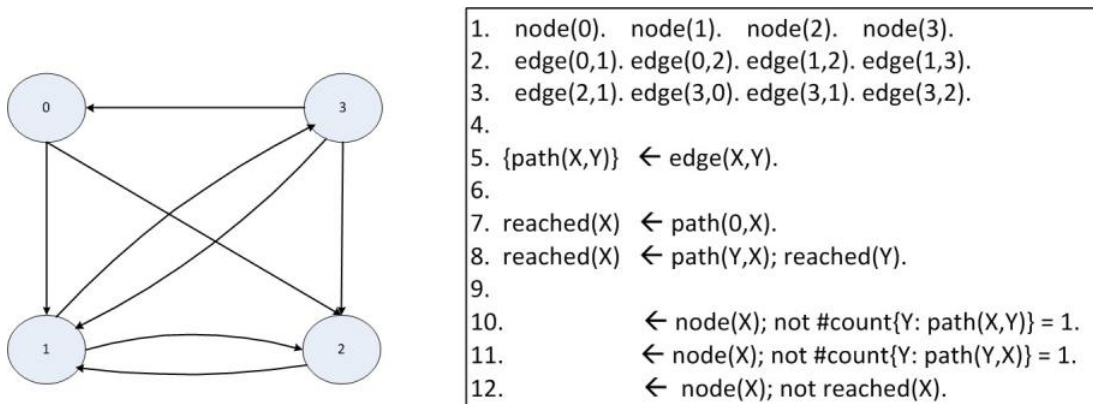 0
3
1
2
1. node(0). node(1). node(2). node(3).
2. edge(0,1). edge(0,2). edge(1,2). edge(1,3).
3. edge(2,1). edge(3,0). edge(3,1). edge(3,2).
4.
5. {path(X,Y)} ← edge(X,Y).
6.
7. reached(X) ← path(0,X).
8. reached(X) ← path(Y,X); reached(Y).
9.
10. ← node(X); not #count{Y: path(X,Y)} = 1.
11. ← node(X); not #count{Y: path(Y,X)} = 1.
12. ← node(X); not reached(X).